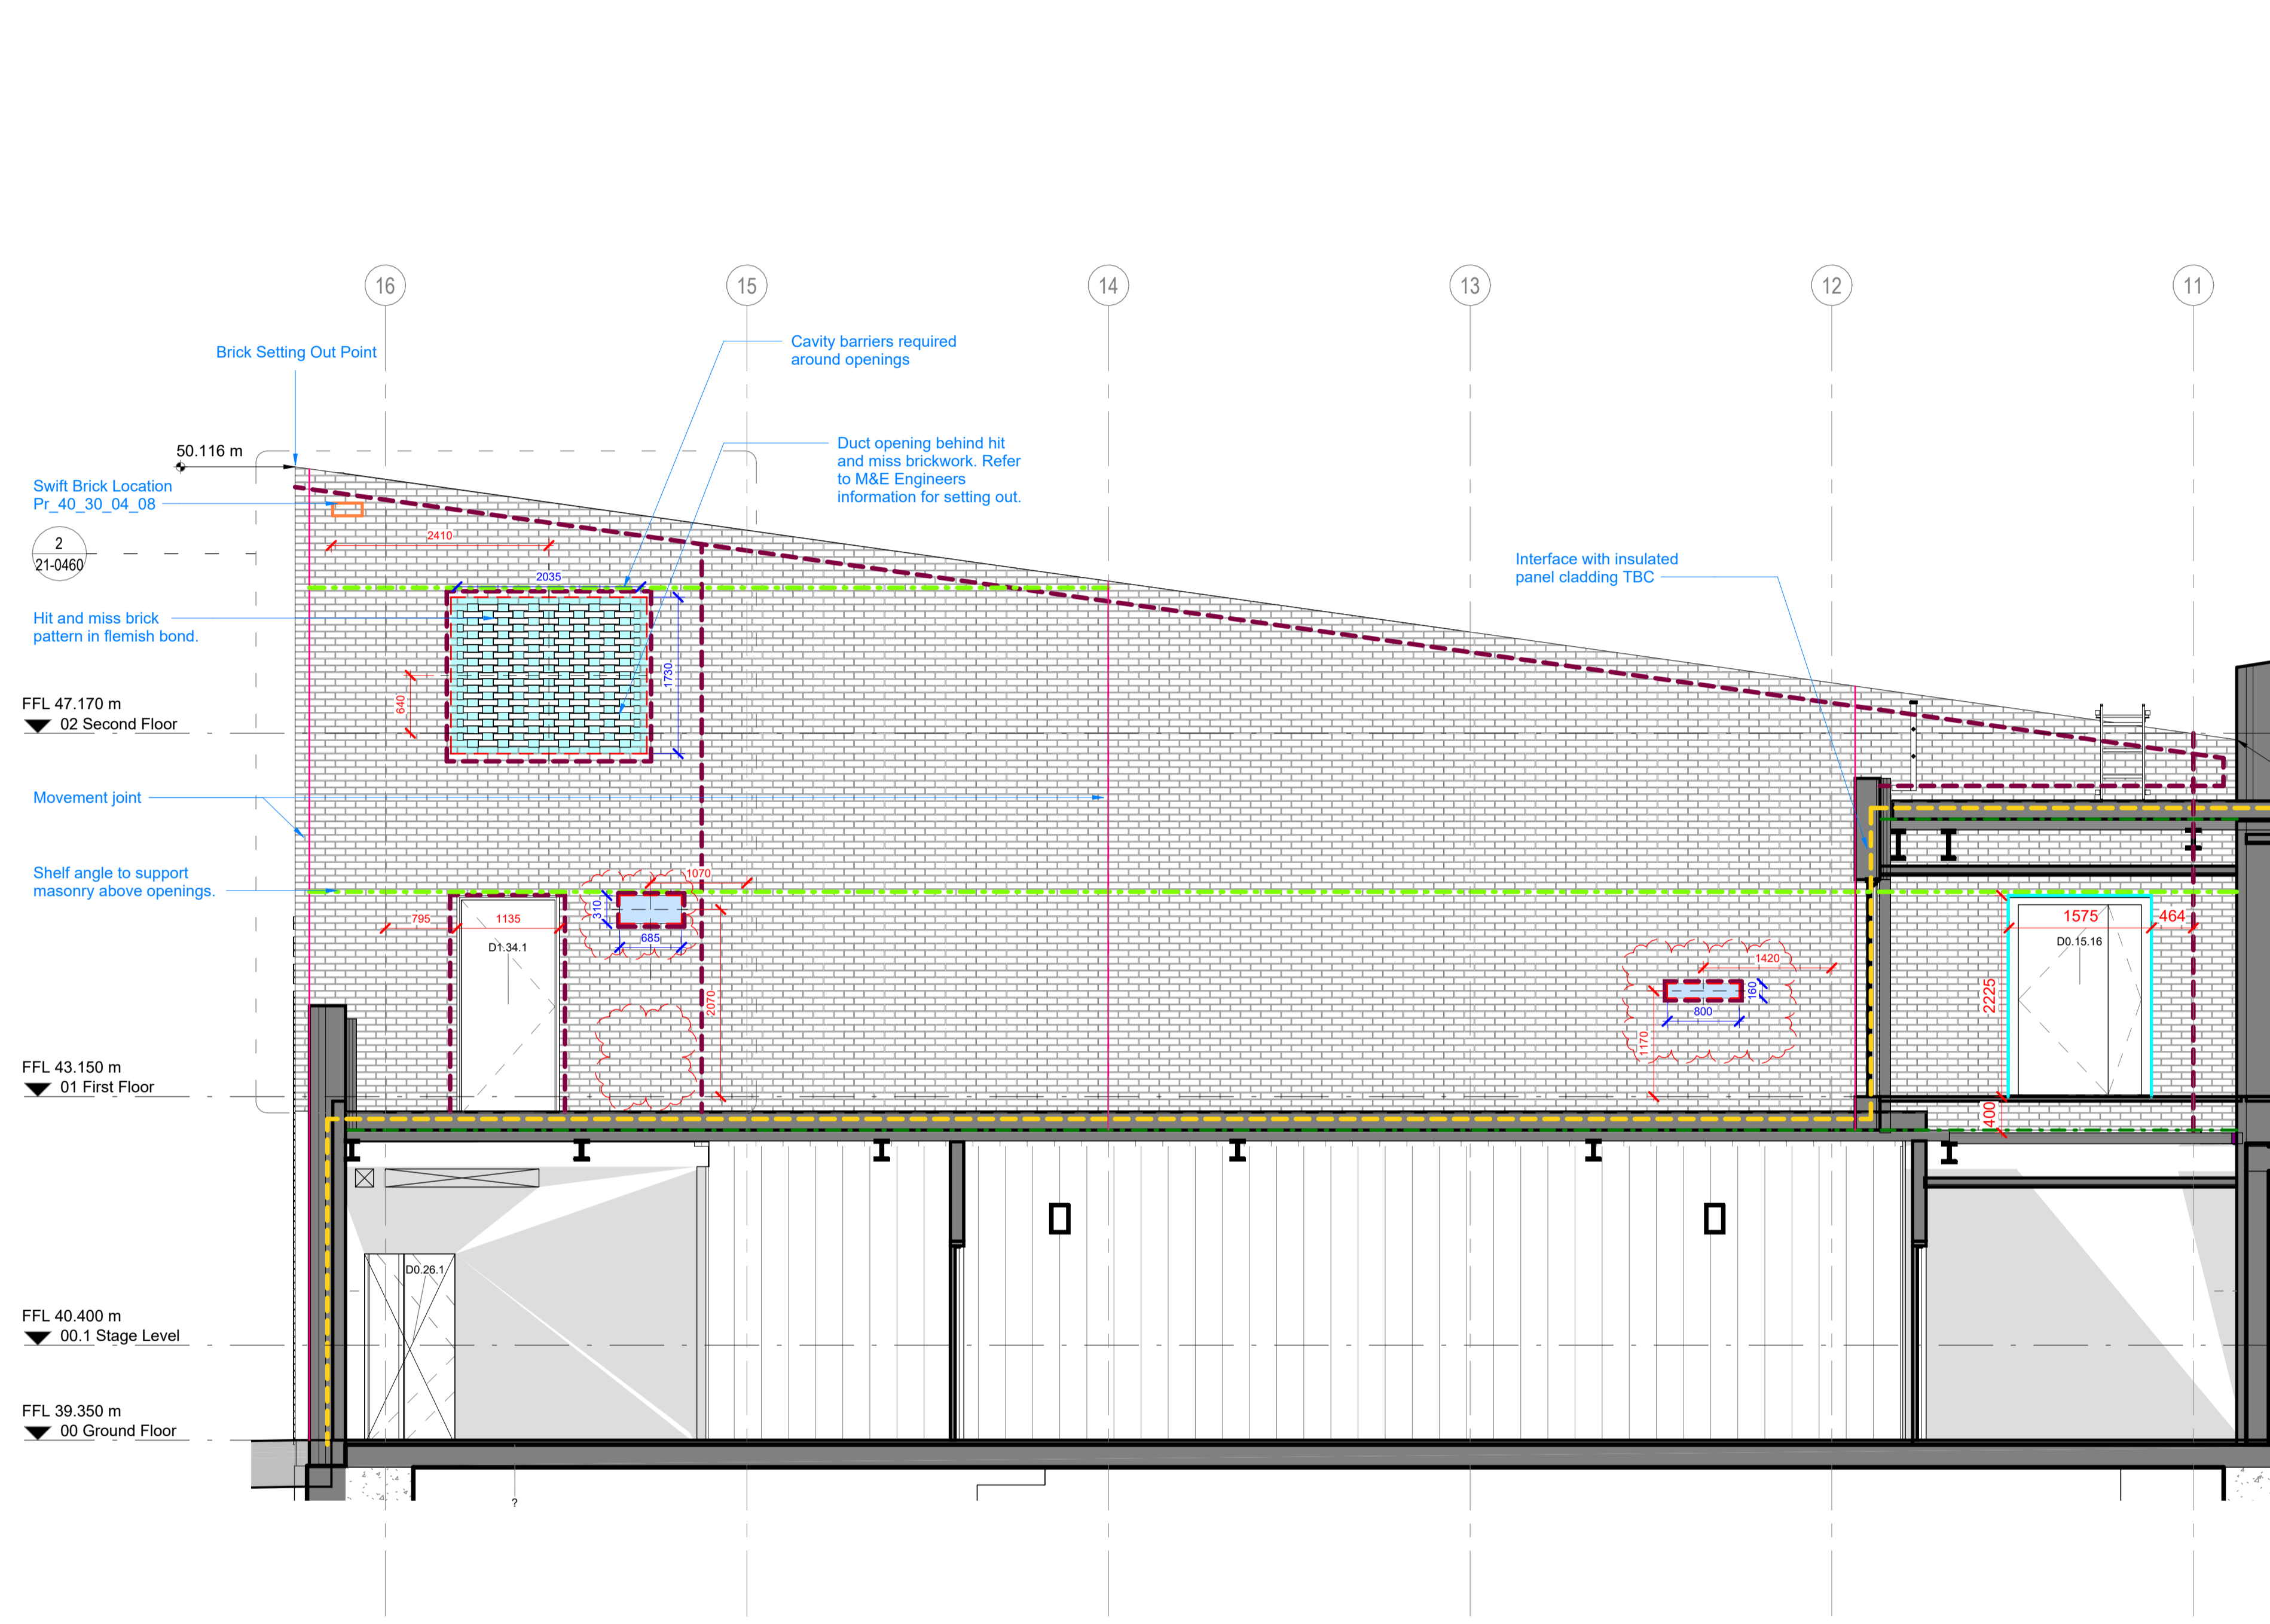 16
15
14
13
12
11
Brick Setting Out Point
Cavity barriers required
around openings
50.116 m
Duct opening behind hit
and miss brickwork. Refer
to M&E Engineers
information for setting out.
Swift Brick Location
Pr_40_30_04_08
2410
2
21-0460
2035
Interface with insulated
panel cladding TBC
Hit and miss brick
pattern in flemish bond.
1730
640
FFL 47.170 m
02 Second Floor
Movement joint
Shelf angle to support
masonry above openings.
1070
310
795
1135
685
D1.34.1
2070
1420
160
800
1170
1575
464
D0.15.16
2225
400
FFL 43.150 m
01 First Floor
D0.26.1
FFL 40.400 m
00.1 Stage Level
FFL 39.350 m
00 Ground Floor
?